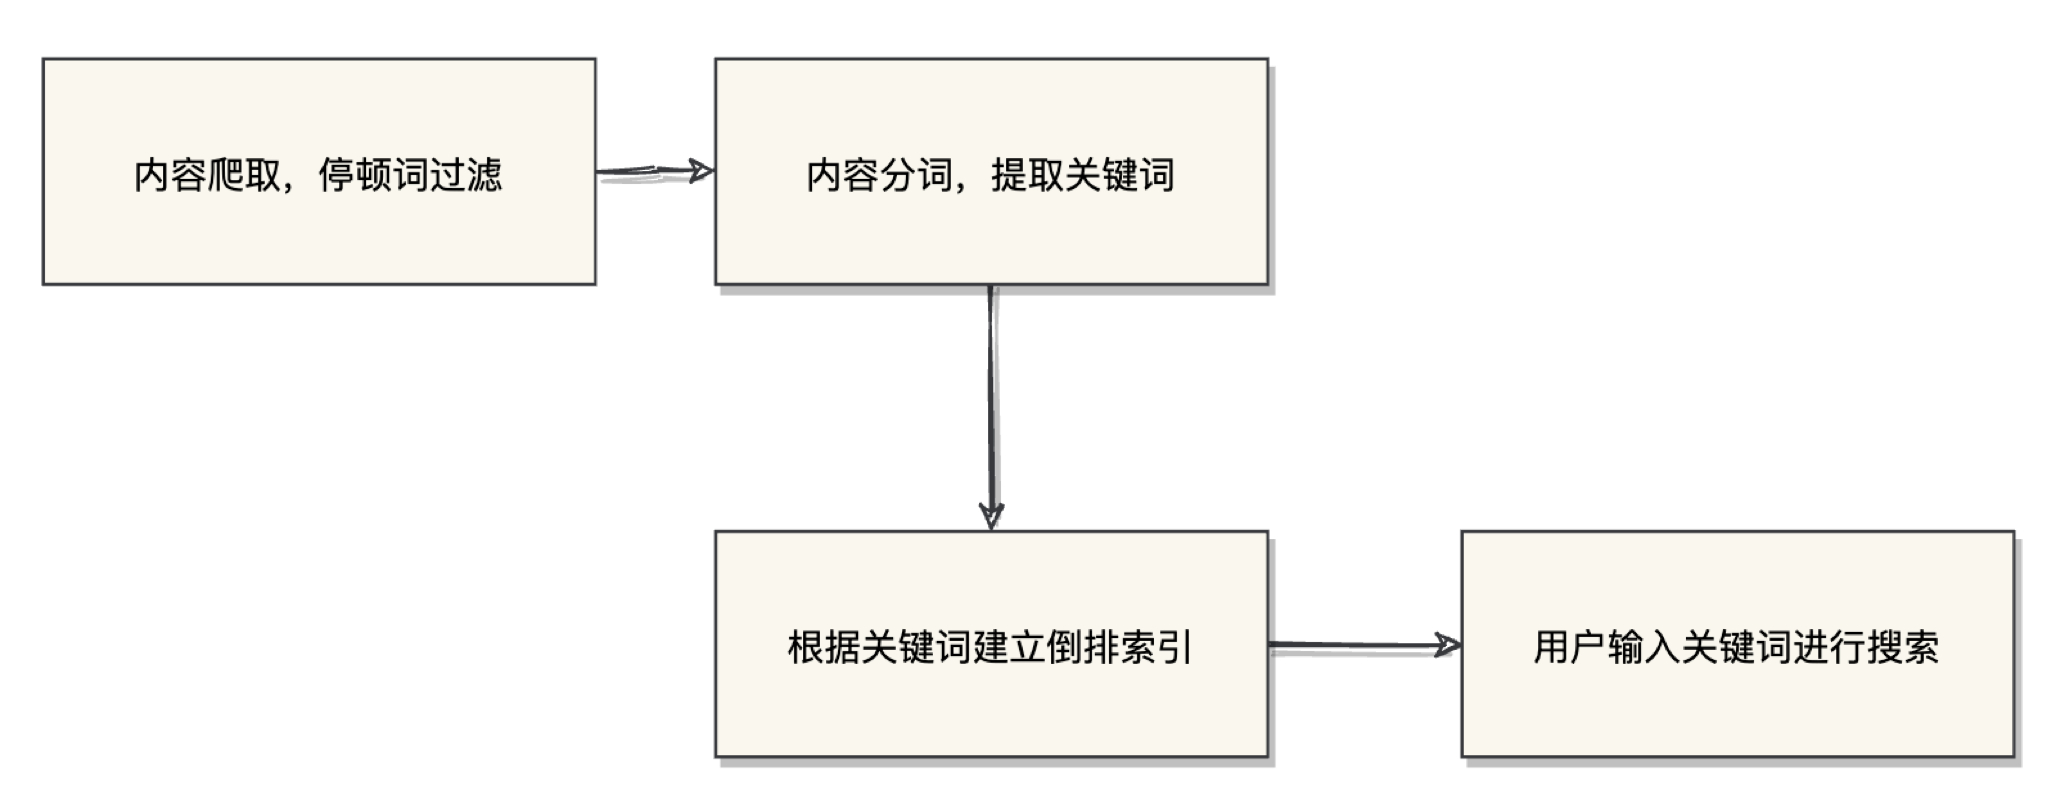 内容爬取，停顿词过滤
内容分词，提取关键词
根据关键词建立倒排索引
用户输入关键词进行搜索